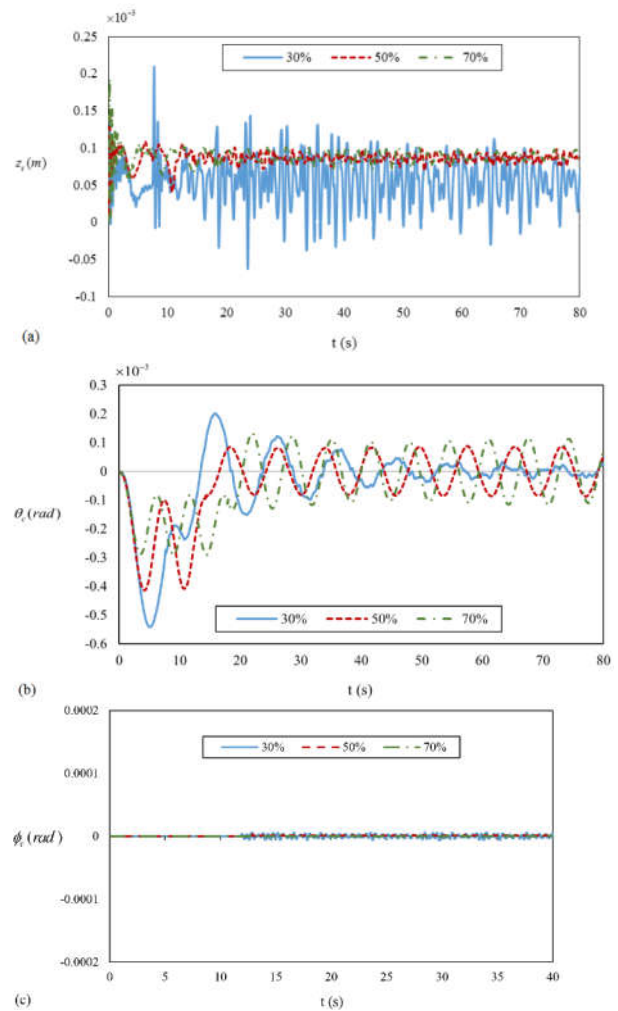 ×10⁻³
0.25
30% 50% 70%
0.2
0.15
z_c (m)
0.1
0.05
0
-0.05
-0.1
0 10 20 30 40 50 60 70 80
(a)
t (s)
×10⁻³
0.3
0.2
0.1
0
-0.1
θ_c (rad)
-0.2
-0.3
-0.4
-0.5
30% 50% 70%
-0.6
0 10 20 30 40 50 60 70 80
(b)
t (s)
0.0002
30% 50% 70%
0.0001
ϕ_c (rad)
0
-0.0001
-0.0002
0 5 10 15 20 25 30 35 40
(c)
t (s)